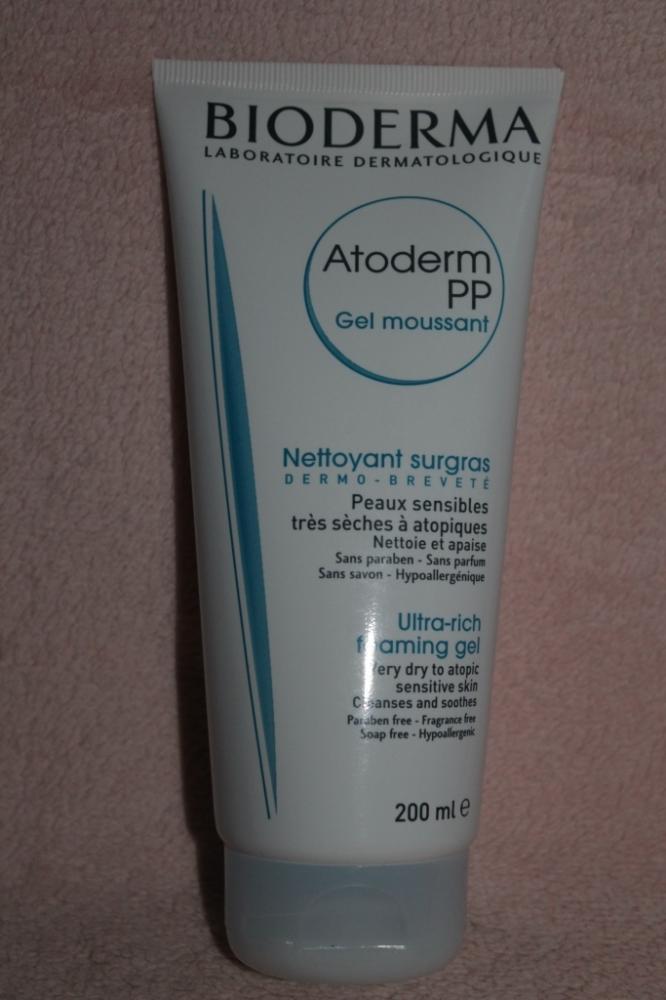 BIODERMA
LABORATOIRE DERMATOLOGIQUE
Atoderm
PP
Gel moussant
Nettoyant surgras
DERMO-BREVETÉ
Peaux sensibles
très sèches à atopiques
Nettoie et apaise
Sans paraben - Sans parfum
Sans savon - Hypoallergénique
Ultra-rich
foaming gel
Very dry to atopic
sensitive skin
Cleanses and soothes
Paraben free - Fragrance free
Soap free - Hypoallergenic
200 ml e